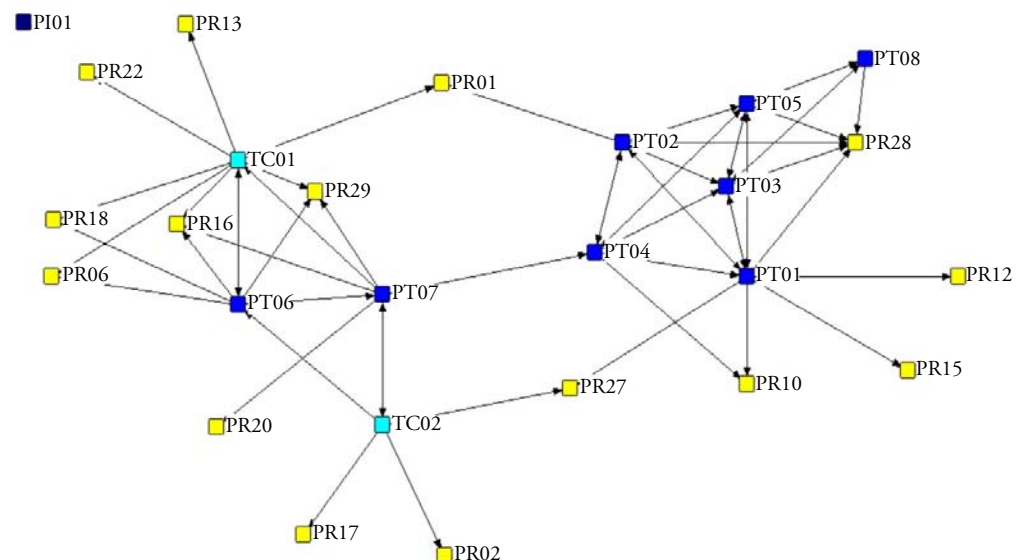 PI01
PR13
PR22
PT08
PR01
PT05
PT02
PR28
TC01
PT03
PR29
PR18
PR16
PT04
PR06
PT01
PR12
PT07
PT06
PR15
PR10
PR27
PR20
TC02
PR17
PR02